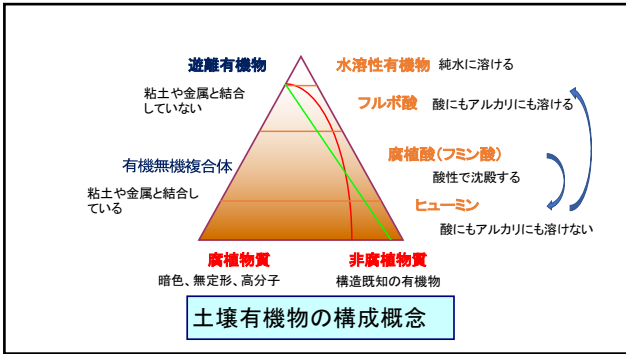 遊離有機物
粘土や金属と結合
していない
有機無機複合体
粘土や金属と結合し
ている
水溶性有機物 純水に溶ける
フルボ酸 酸にもアルカリにも溶ける
腐植酸(フミン酸)
酸性で沈殿する
ヒューミン
酸にもアルカリにも溶けない
腐植物質
暗色、無定形、高分子
非腐植物質
構造既知の有機物
土壌有機物の構成概念